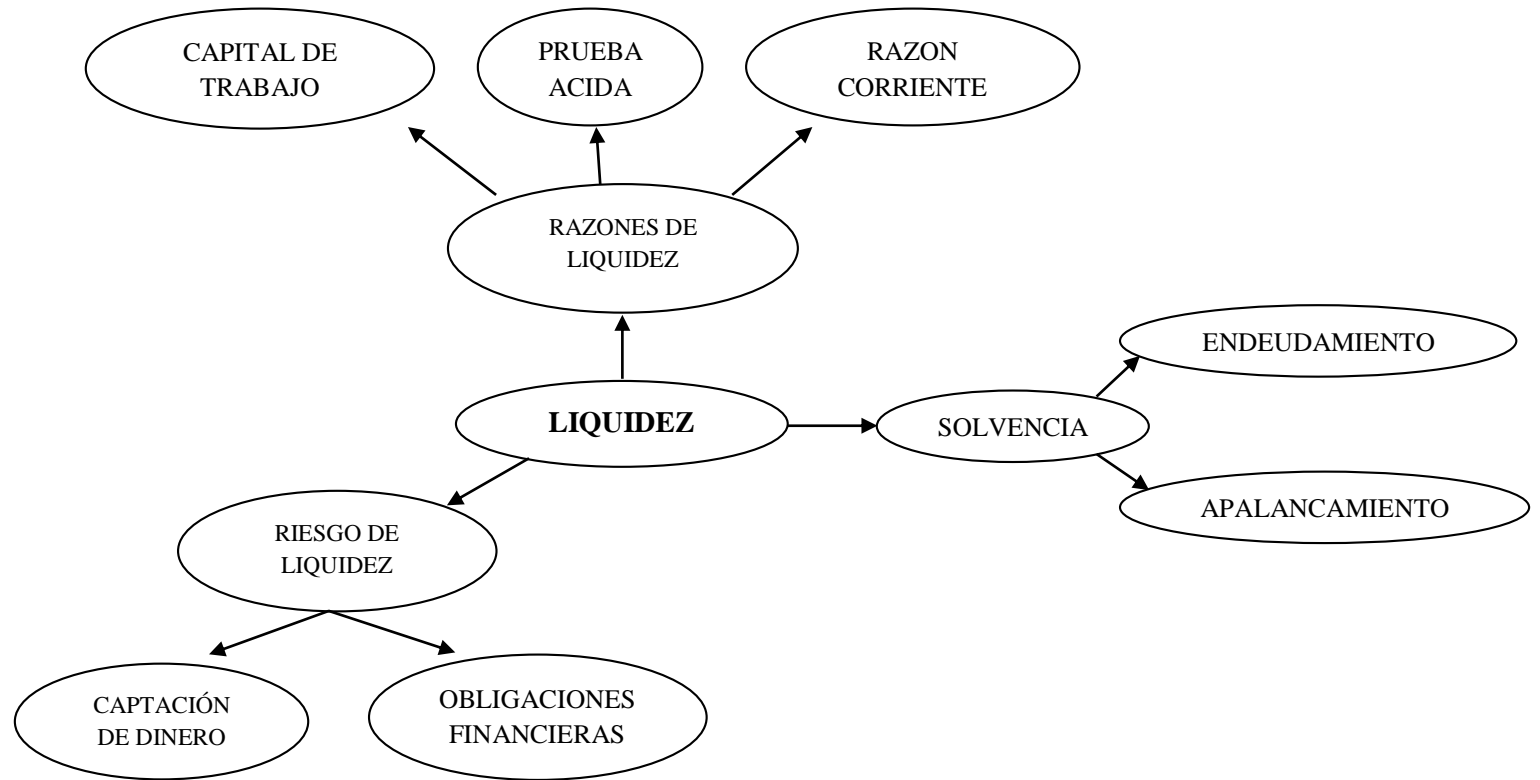 CAPITAL DE
TRABAJO
PRUEBA
ACIDA
RAZON
CORRIENTE
RAZONES DE
LIQUIDEZ
ENDEUDAMIENTO
LIQUIDEZ
SOLVENCIA
APALANCAMIENTO
RIESGO DE
LIQUIDEZ
CAPTACIÓN
DE DINERO
OBLIGACIONES
FINANCIERAS